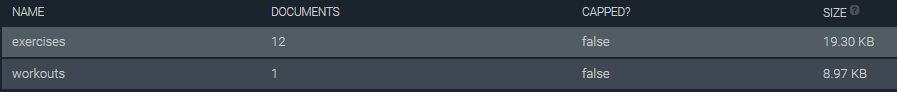 NAME DOCUMENTS CAPPED? SIZE ?
exercises 12 false 19.30 KB
workouts 1 false 8.97 KB